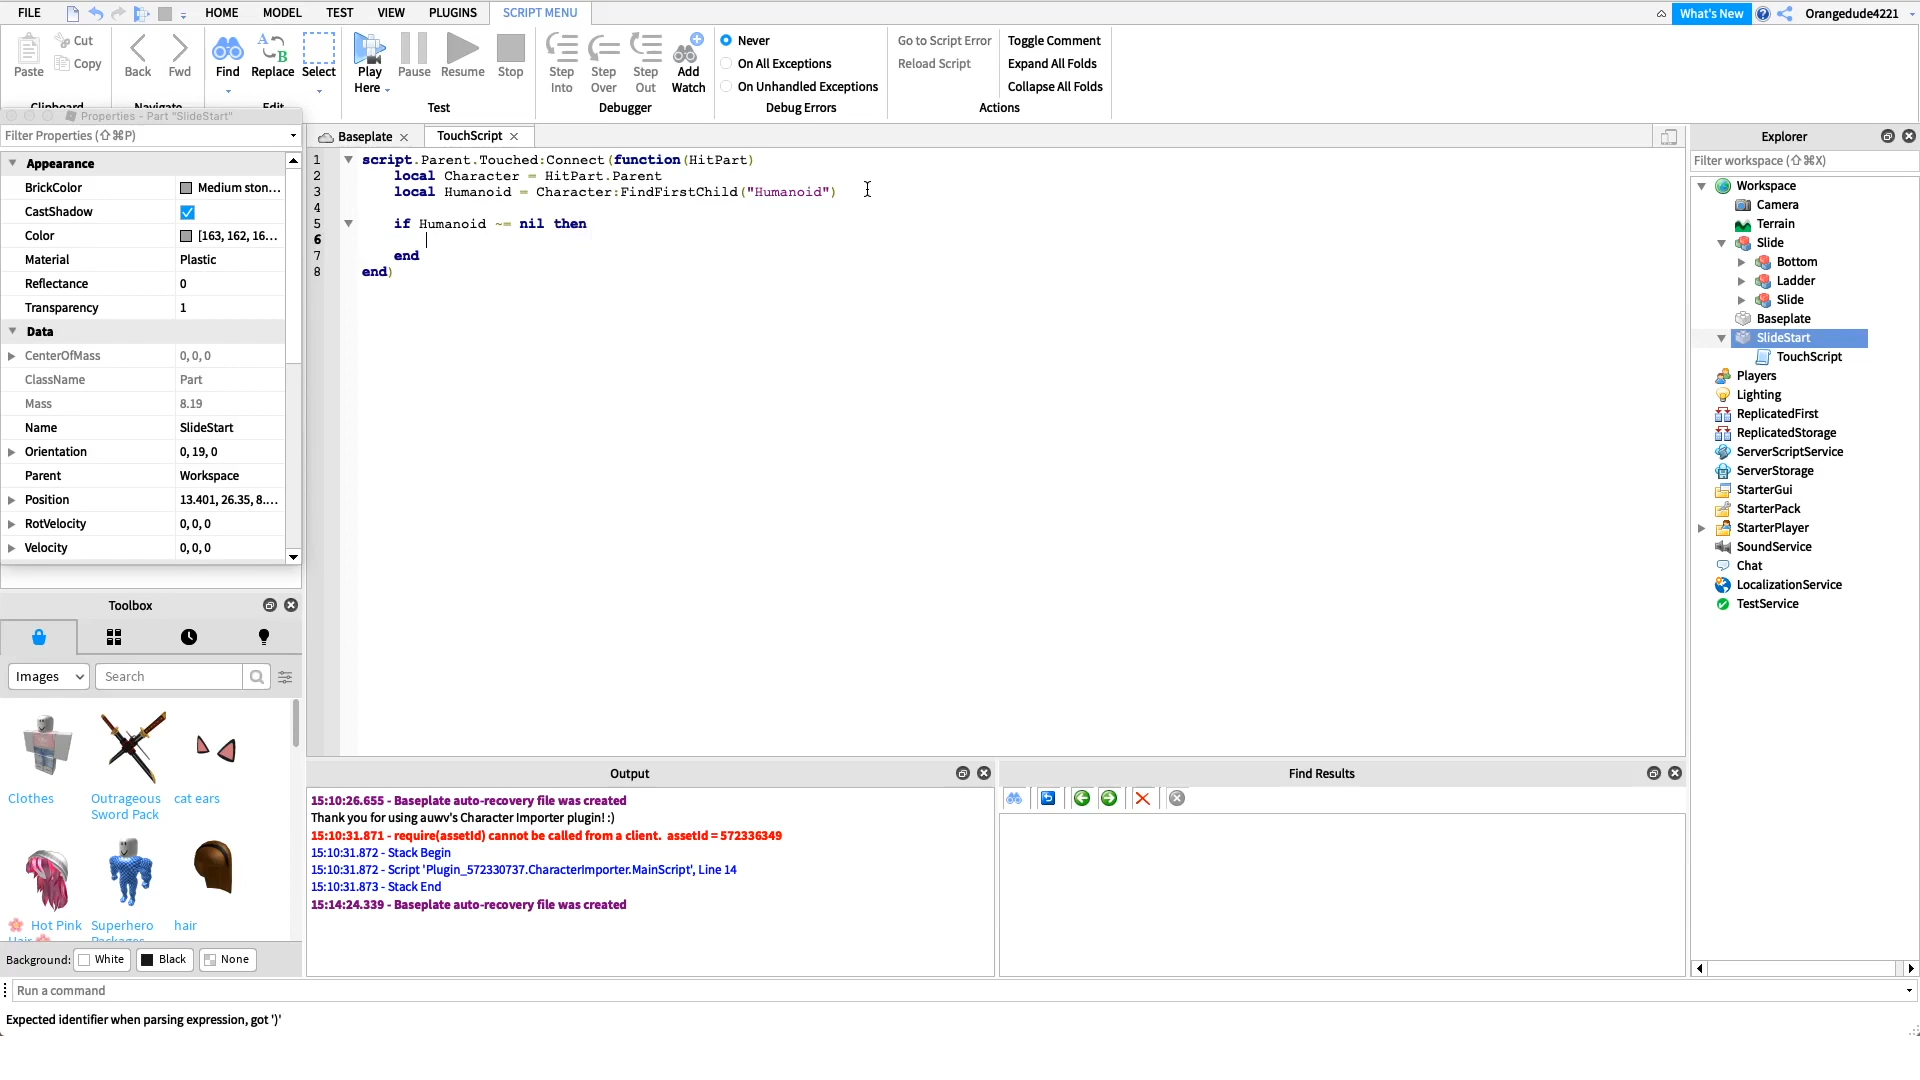 FILE HOME MODEL TEST VIEW PLUGINS SCRIPT MENU What's New Orangedude4221
Paste Cut Copy Back Fwd Find Replace Select Play Here Pause Resume Stop Step Into Step Over Step Out Add Watch
Never
On All Exceptions
On Unhandled Exceptions
Go to Script Error
Reload Script
Toggle Comment
Expand All Folds
Collapse All Folds
Clipboard Navigate Edit Test Debugger Debug Errors Actions
Properties - Part "SlideStart"
Filter Properties (⇧⌘P)
Appearance
BrickColor Medium ston...
CastShadow
Color [163, 162, 16...
Material Plastic
Reflectance 0
Transparency 1
Data
CenterOfMass 0, 0, 0
ClassName Part
Mass 8.19
Name SlideStart
Orientation 0, 19, 0
Parent Workspace
Position 13.401, 26.35, 8....
RotVelocity 0, 0, 0
Velocity 0, 0, 0
Toolbox
Images Search
Clothes
Outrageous Sword Pack
cat ears
🌸 Hot Pink Hair 🌸
Superhero Packages
hair
Background: White Black None
Baseplate TouchScript
1 script.Parent.Touched:Connect(function(HitPart)
2 local Character = HitPart.Parent
3 local Humanoid = Character:FindFirstChild("Humanoid")
4
5 if Humanoid ~= nil then
6
7 end
8 end)
Output
15:10:26.655 - Baseplate auto-recovery file was created
Thank you for using auwv's Character Importer plugin! :)
15:10:31.871 - require(assetId) cannot be called from a client. assetId = 572336349
15:10:31.872 - Stack Begin
15:10:31.872 - Script 'Plugin_572330737.CharacterImporter.MainScript', Line 14
15:10:31.873 - Stack End
15:14:24.339 - Baseplate auto-recovery file was created
Find Results
Explorer
Filter workspace (⇧⌘X)
Workspace
Camera
Terrain
Slide
Bottom
Ladder
Slide
Baseplate
SlideStart
TouchScript
Players
Lighting
ReplicatedFirst
ReplicatedStorage
ServerScriptService
ServerStorage
StarterGui
StarterPack
StarterPlayer
SoundService
Chat
LocalizationService
TestService
Run a command
Expected identifier when parsing expression, got ')'